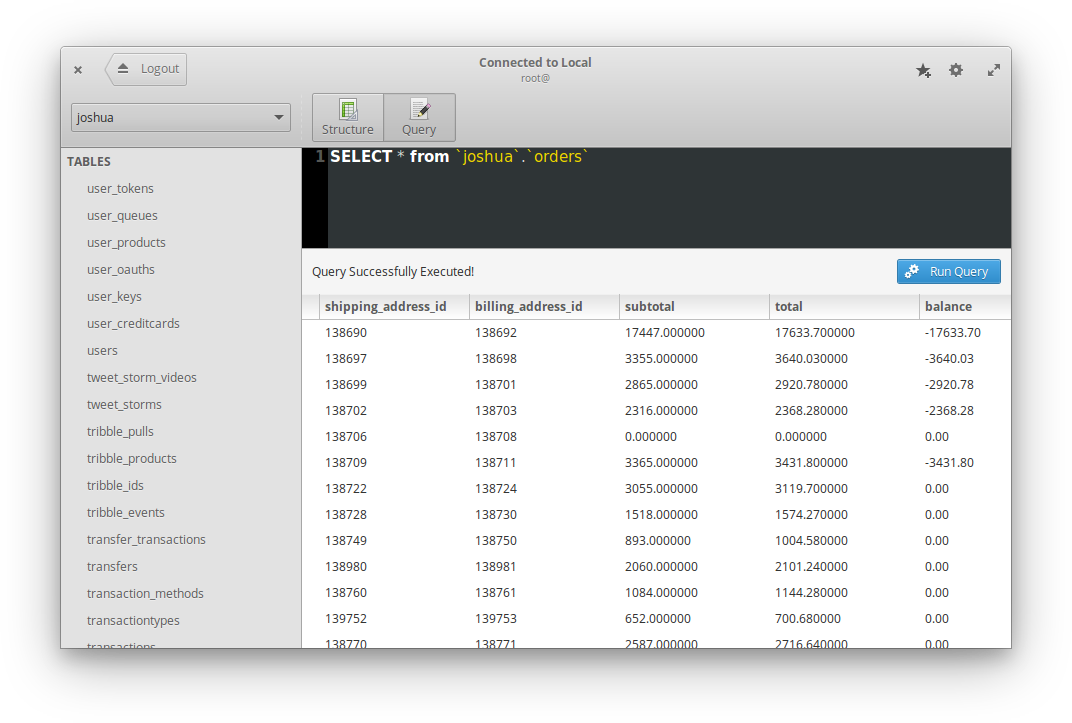 Logout
Connected to Local
root@
joshua
Structure
Query
TABLES
user_tokens
user_queues
user_products
user_oauths
user_keys
user_creditcards
users
tweet_storm_videos
tweet_storms
tribble_pulls
tribble_products
tribble_ids
tribble_events
transfer_transactions
transfers
transaction_methods
transactiontypes
transactions
1 SELECT * from `joshua`.`orders`
Query Successfully Executed!
Run Query
shipping_address_id billing_address_id subtotal total balance
138690 138692 17447.000000 17633.700000 -17633.70
138697 138698 3355.000000 3640.030000 -3640.03
138699 138701 2865.000000 2920.780000 -2920.78
138702 138703 2316.000000 2368.280000 -2368.28
138706 138708 0.000000 0.000000 0.00
138709 138711 3365.000000 3431.800000 -3431.80
138722 138724 3055.000000 3119.700000 0.00
138728 138730 1518.000000 1574.270000 0.00
138749 138750 893.000000 1004.580000 0.00
138980 138981 2060.000000 2101.240000 0.00
138760 138761 1084.000000 1144.280000 0.00
139752 139753 652.000000 700.680000 0.00
138770 138771 2587.000000 2716.640000 0.00